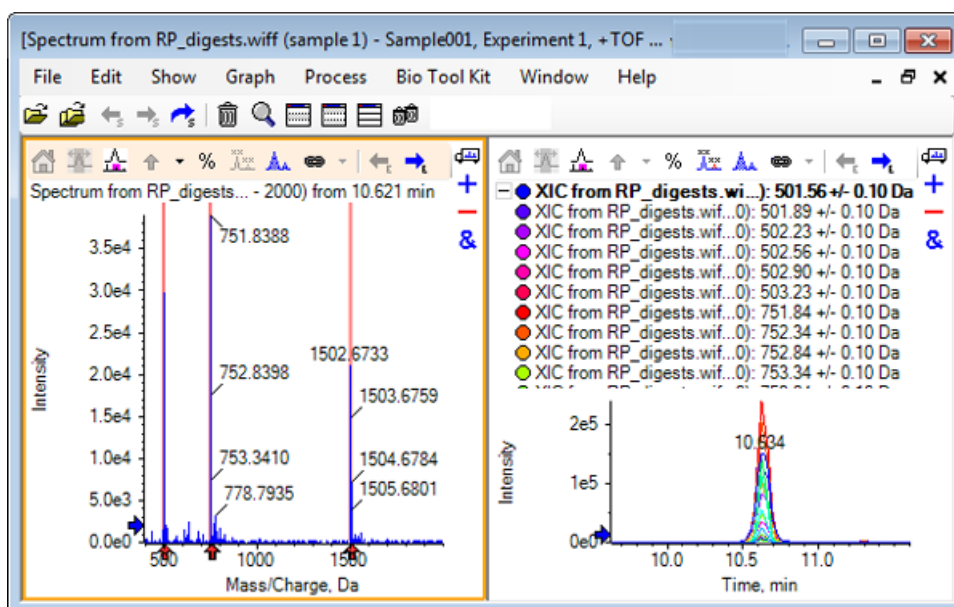 [Spectrum from RP_digests.wiff (sample 1) - Sample001, Experiment 1, +TOF ...
File Edit Show Graph Process Bio Tool Kit Window Help
Spectrum from RP_digests... - 2000) from 10.621 min
Intensity
3.5e4
3.0e4
2.5e4
2.0e4
1.5e4
1.0e4
5.0e3
0.0e0
751.8388
752.8398
753.3410
778.7935
1502.6733
1503.6759
1504.6784
1505.6801
500 1000 1500
Mass/Charge, Da
%
&
XIC from RP_digests.wi...): 501.56 +/- 0.10 Da
XIC from RP_digests.wif...0): 501.89 +/- 0.10 Da
XIC from RP_digests.wif...0): 502.23 +/- 0.10 Da
XIC from RP_digests.wif...0): 502.56 +/- 0.10 Da
XIC from RP_digests.wif...0): 502.90 +/- 0.10 Da
XIC from RP_digests.wif...0): 503.23 +/- 0.10 Da
XIC from RP_digests.wif...0): 751.84 +/- 0.10 Da
XIC from RP_digests.wif...0): 752.34 +/- 0.10 Da
XIC from RP_digests.wif...0): 752.84 +/- 0.10 Da
XIC from RP_digests.wif...0): 753.34 +/- 0.10 Da
Intensity
2e5
1e5
0e0
10.634
10.0 10.5 11.0
Time, min
%
&